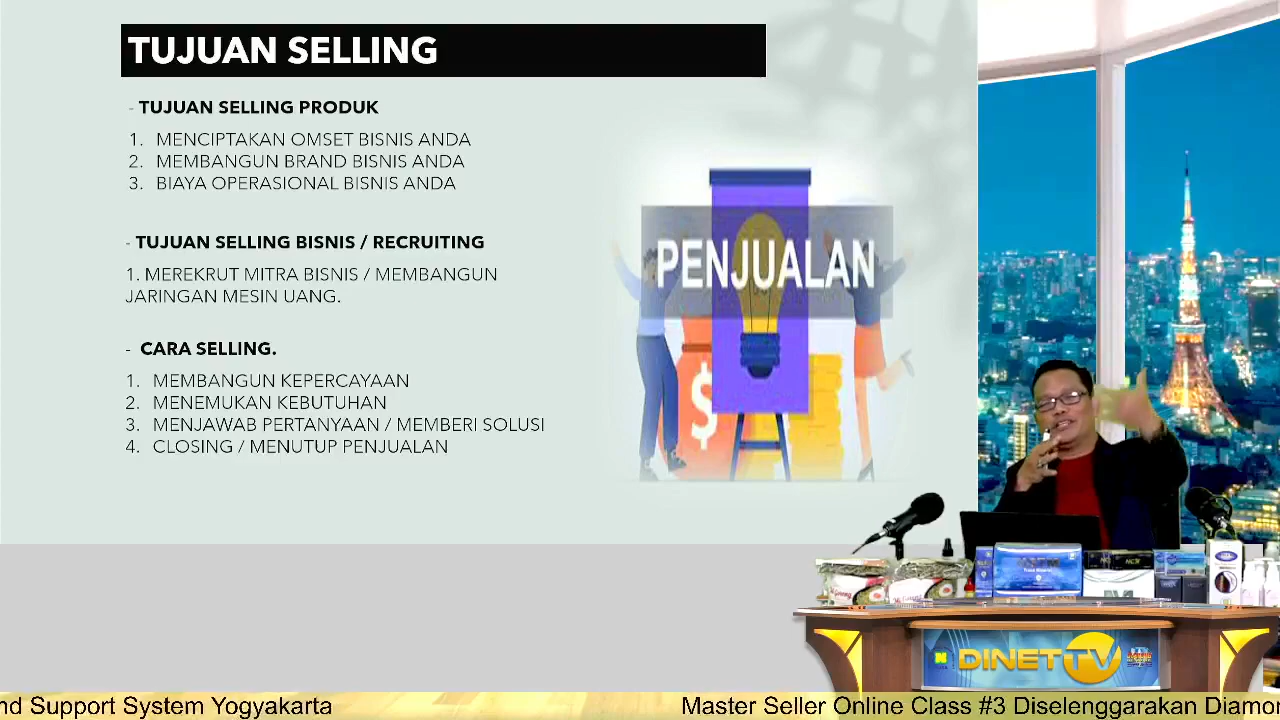 TUJUAN SELLING
- TUJUAN SELLING PRODUK
1. MENCIPTAKAN OMSET BISNIS ANDA
2. MEMBANGUN BRAND BISNIS ANDA
3. BIAYA OPERASIONAL BISNIS ANDA
- TUJUAN SELLING BISNIS / RECRUITING
1. MEREKRUT MITRA BISNIS / MEMBANGUN
JARINGAN MESIN UANG.
- CARA SELLING.
1. MEMBANGUN KEPERCAYAAN
2. MENEMUKAN KEBUTUHAN
3. MENJAWAB PERTANYAAN / MEMBERI SOLUSI
4. CLOSING / MENUTUP PENJUALAN
PENJUALAN
$
DINET TV
nd Support System Yogyakarta Master Seller Online Class #3 Diselenggarakan Diamo